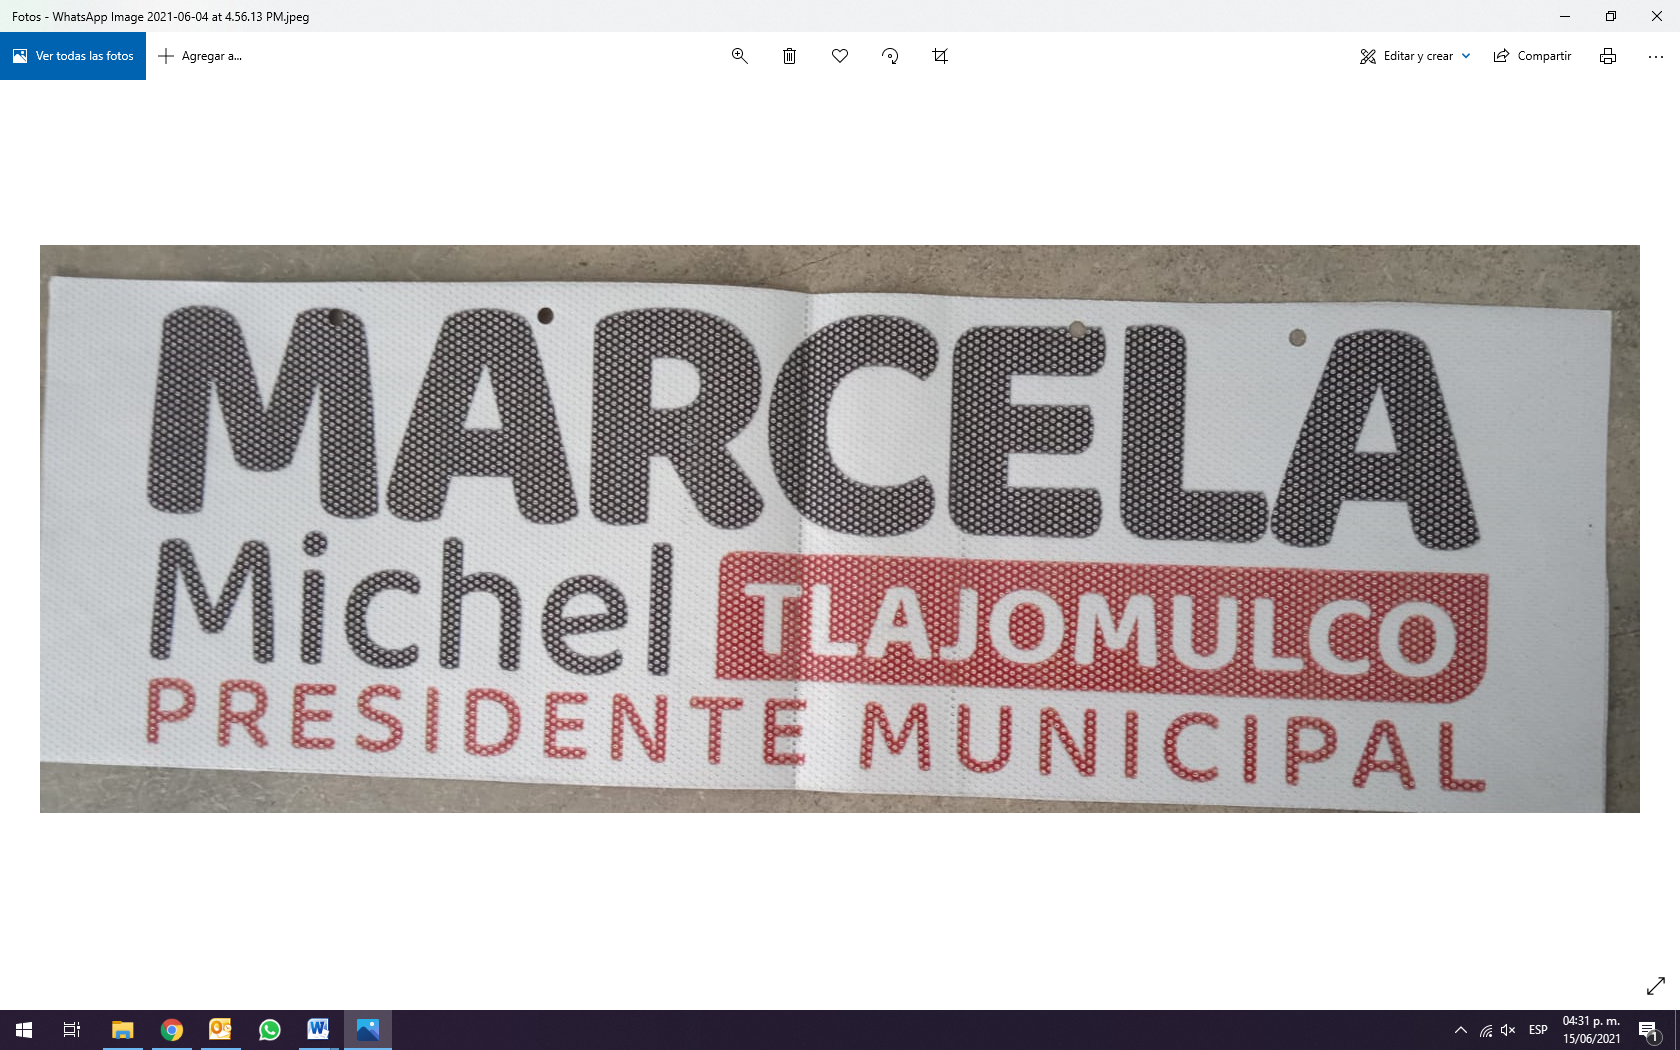 Fotos - WhatsApp Image 2021-06-04 at 4.56.13 PM.jpeg
Ver todas las fotos
Agregar a...
Editar y crear
Compartir
MARCELA
Michel TLAJOMULCO
PRESIDENTE MUNICIPAL
ESP
04:31 p. m.
15/06/2021
1